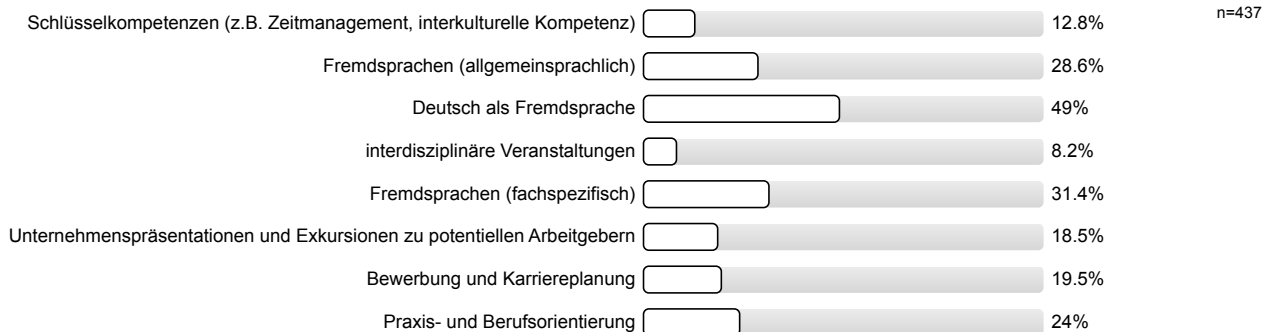 Schlüsselkompetenzen (z.B. Zeitmanagement, interkulturelle Kompetenz) 12.8% n=437
Fremdsprachen (allgemeinsprachlich) 28.6%
Deutsch als Fremdsprache 49%
interdisziplinäre Veranstaltungen 8.2%
Fremdsprachen (fachspezifisch) 31.4%
Unternehmenspräsentationen und Exkursionen zu potentiellen Arbeitgebern 18.5%
Bewerbung und Karriereplanung 19.5%
Praxis- und Berufsorientierung 24%